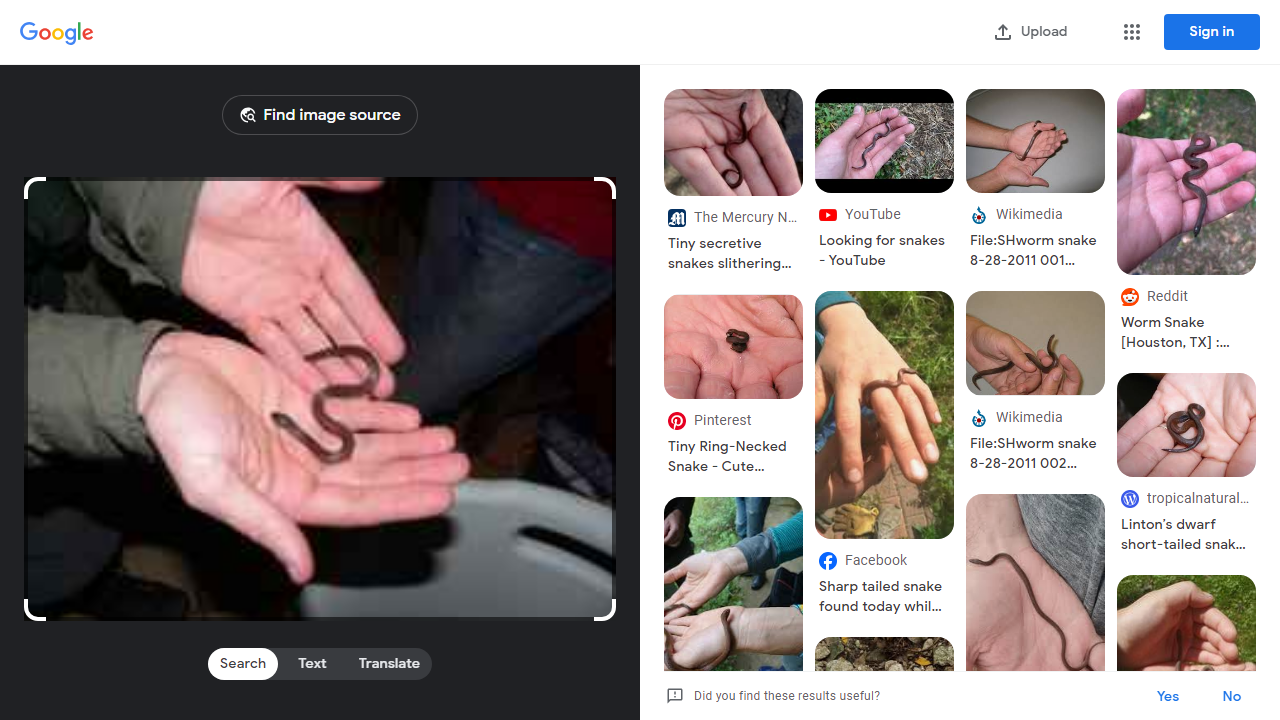 Google
Upload
Sign in
Find image source
Search
Text
Translate
The Mercury N...
Tiny secretive
snakes slithering...
YouTube
Looking for snakes
- YouTube
Wikimedia
File:SHworm snake
8-28-2011 001...
Reddit
Worm Snake
[Houston, TX] :...
Pinterest
Tiny Ring-Necked
Snake - Cute...
Facebook
Sharp tailed snake
found today whil...
Wikimedia
File:SHworm snake
8-28-2011 002...
tropicalnatural...
Linton's dwarf
short-tailed snak...
Did you find these results useful?
Yes
No